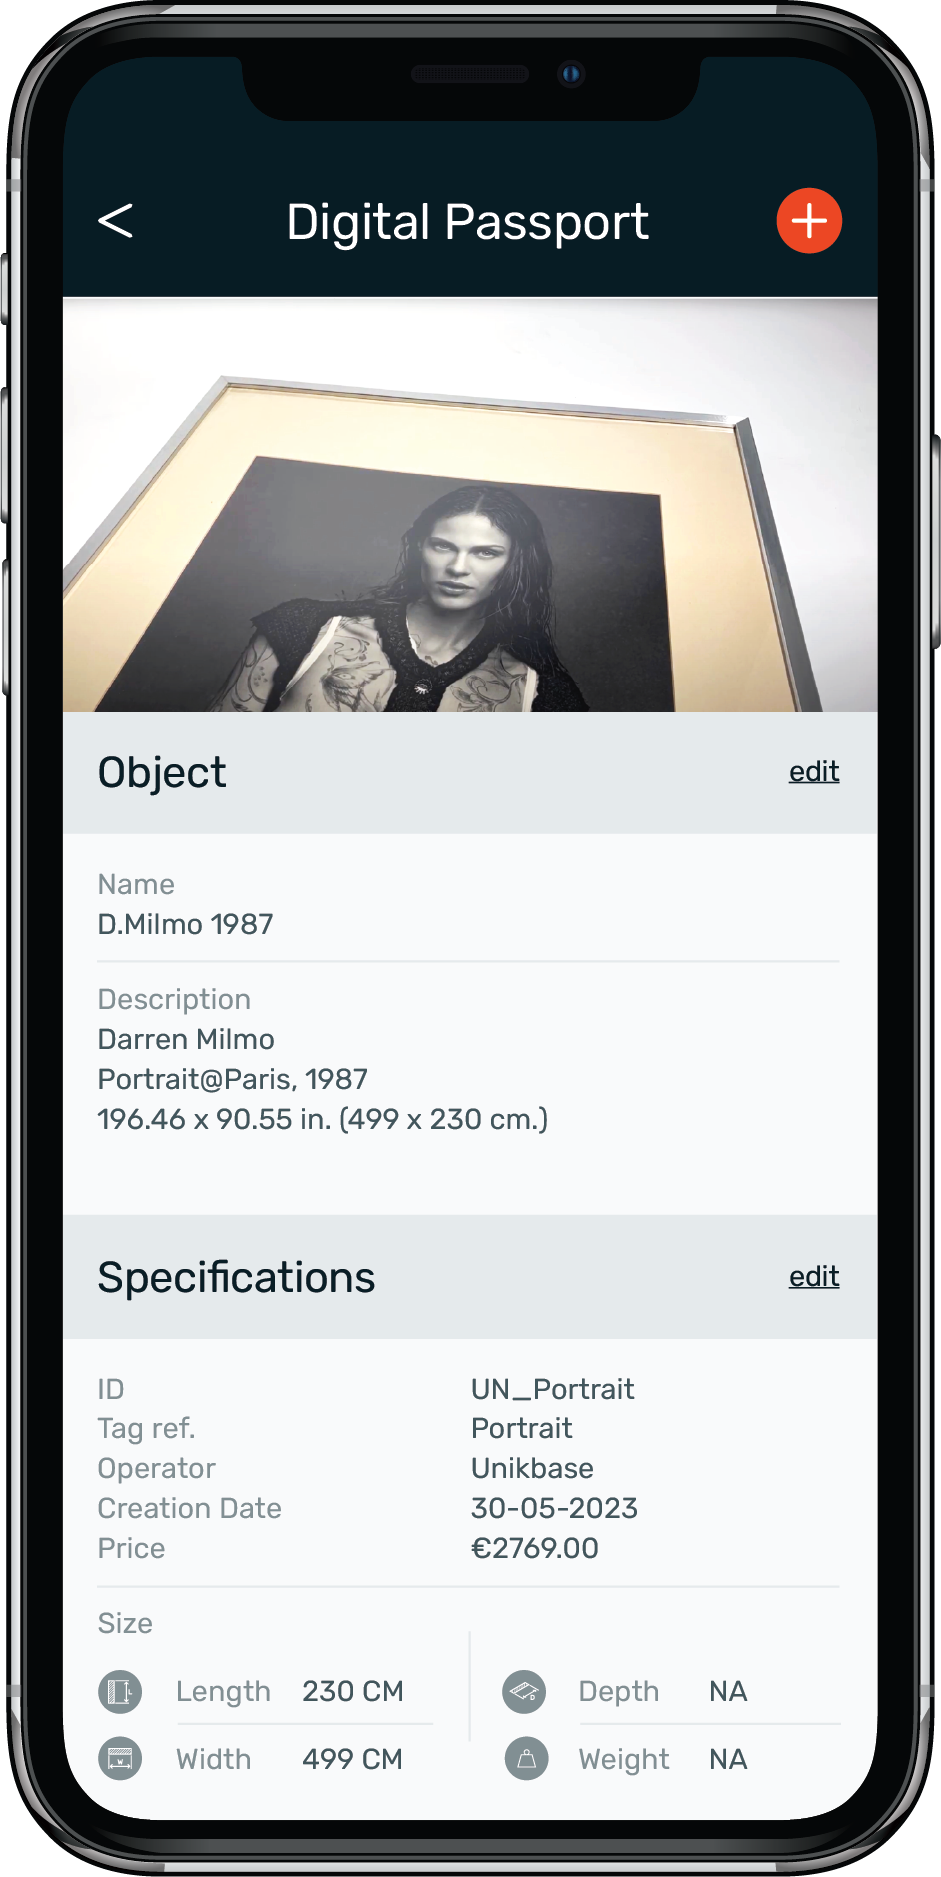 <
Digital Passport
+
Object
edit
Name
D.Milmo 1987
Description
Darren Milmo
Portrait@Paris, 1987
196.46 x 90.55 in. (499 x 230 cm.)
Specifications
edit
ID UN_Portrait
Tag ref. Portrait
Operator Unikbase
Creation Date 30-05-2023
Price €2769.00
Size
L Length 230 CM
D Depth NA
W Width 499 CM
Weight NA